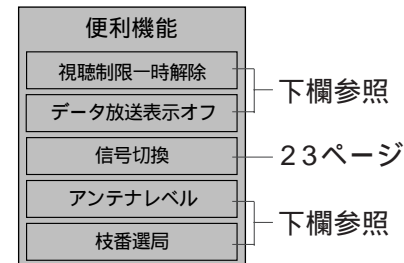 便利機能
視聴制限一時解除
データ放送表示オフ
下欄参照
信号切換
23ページ
アンテナレベル
枝番選局
下欄参照